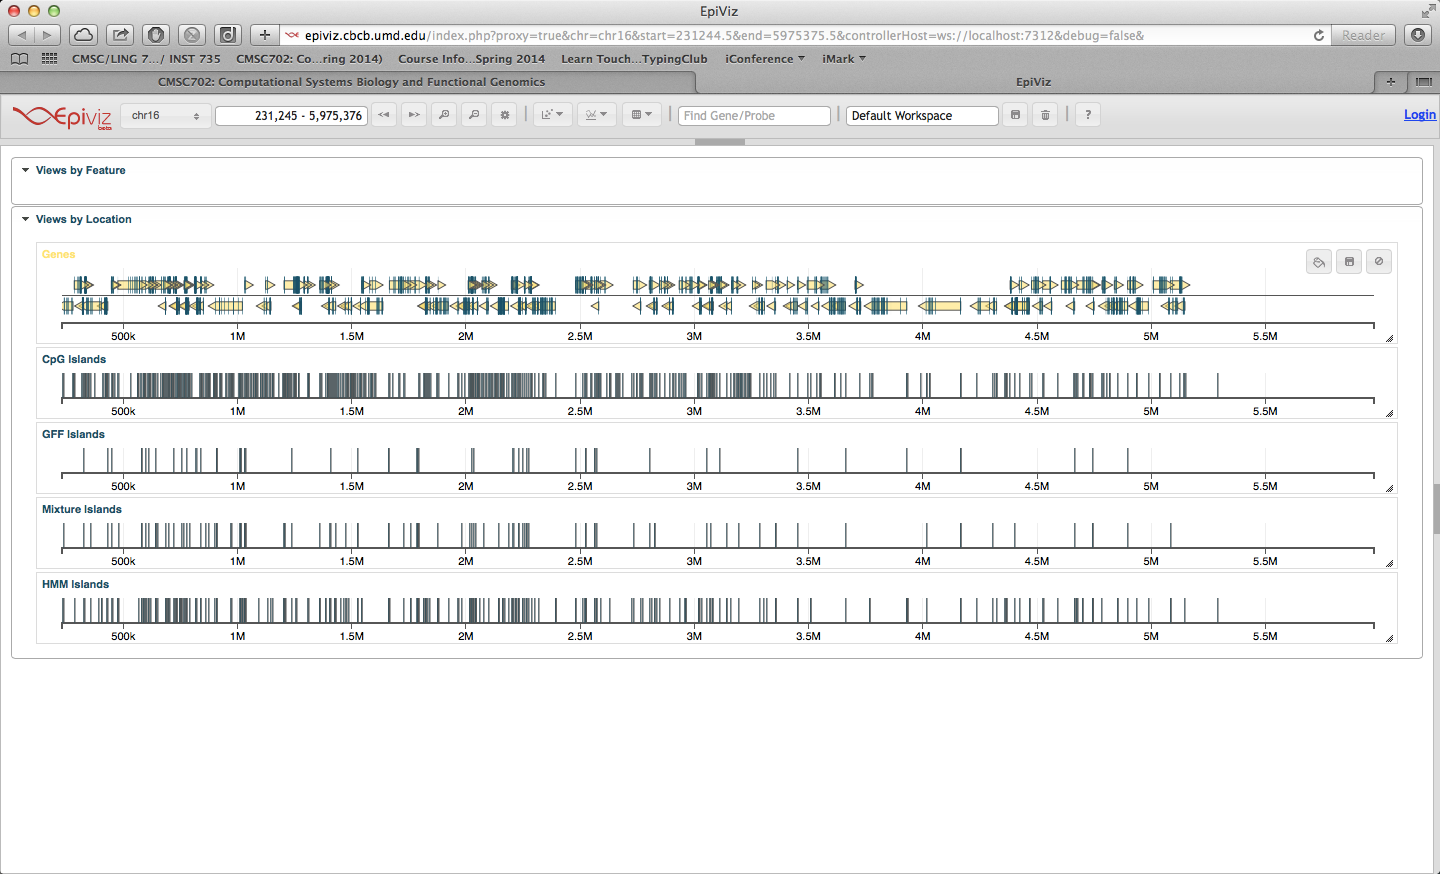 EpiViz
epiviz.cbcb.umd.edu/index.php?proxy=true&chr=chr16&start=231244.5&end=5975375.5&controllerHost=ws://localhost:7312&debug=false& Reader
CMSC/LING 7.../ INST 735 CMSC702: Co...ring 2014) Course Info...Spring 2014 Learn Touch...TypingClub iConference iMark
CMSC702: Computational Systems Biology and Functional Genomics EpiViz
Epiviz beta chr16 231,245 - 5,975,376 Find Gene/Probe Default Workspace ? Login
Views by Feature
Views by Location
Genes
500k 1M 1.5M 2M 2.5M 3M 3.5M 4M 4.5M 5M 5.5M
CpG Islands
500k 1M 1.5M 2M 2.5M 3M 3.5M 4M 4.5M 5M 5.5M
GFF Islands
500k 1M 1.5M 2M 2.5M 3M 3.5M 4M 4.5M 5M 5.5M
Mixture Islands
500k 1M 1.5M 2M 2.5M 3M 3.5M 4M 4.5M 5M 5.5M
HMM Islands
500k 1M 1.5M 2M 2.5M 3M 3.5M 4M 4.5M 5M 5.5M